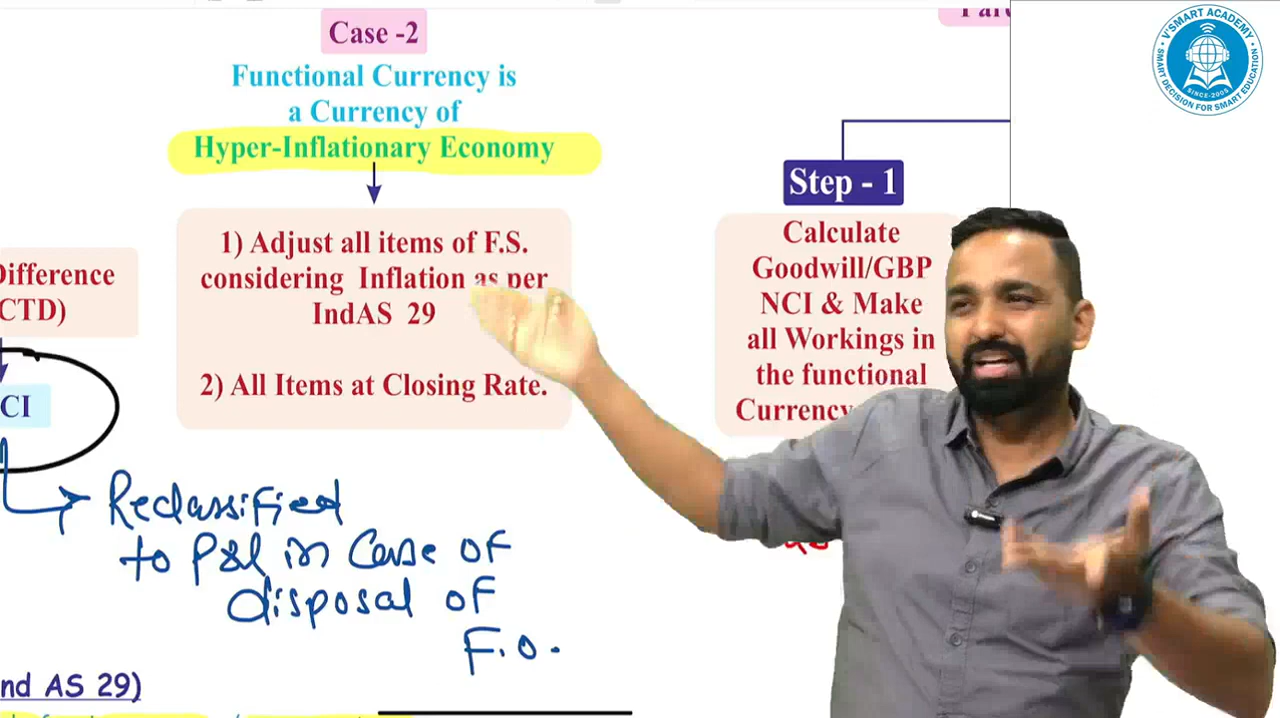 Case -2
Functional Currency is
a Currency of
Hyper-Inflationary Economy
1) Adjust all items of F.S.
considering Inflation as per
IndAS 29
2) All Items at Closing Rate.
Difference
CTD)
CI
Reclassified
to P&L in Case of
disposal of
F.O.
nd AS 29)
Step - 1
Calculate
Goodwill/GBP
NCI & Make
all Workings in
the functional
Currency
V'SMART ACADEMY
SINCE-2005
SMART DECISION FOR SMART EDUCATION